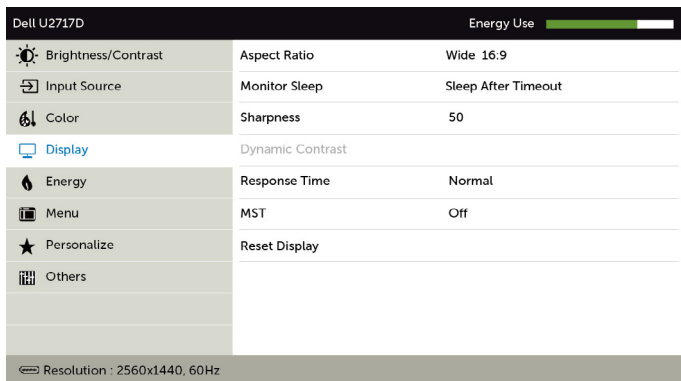 Dell U2717D Energy Use
Brightness/Contrast Aspect Ratio Wide 16:9
Input Source Monitor Sleep Sleep After Timeout
Color Sharpness 50
Display Dynamic Contrast
Energy Response Time Normal
Menu MST Off
Personalize Reset Display
Others
Resolution : 2560x1440, 60Hz